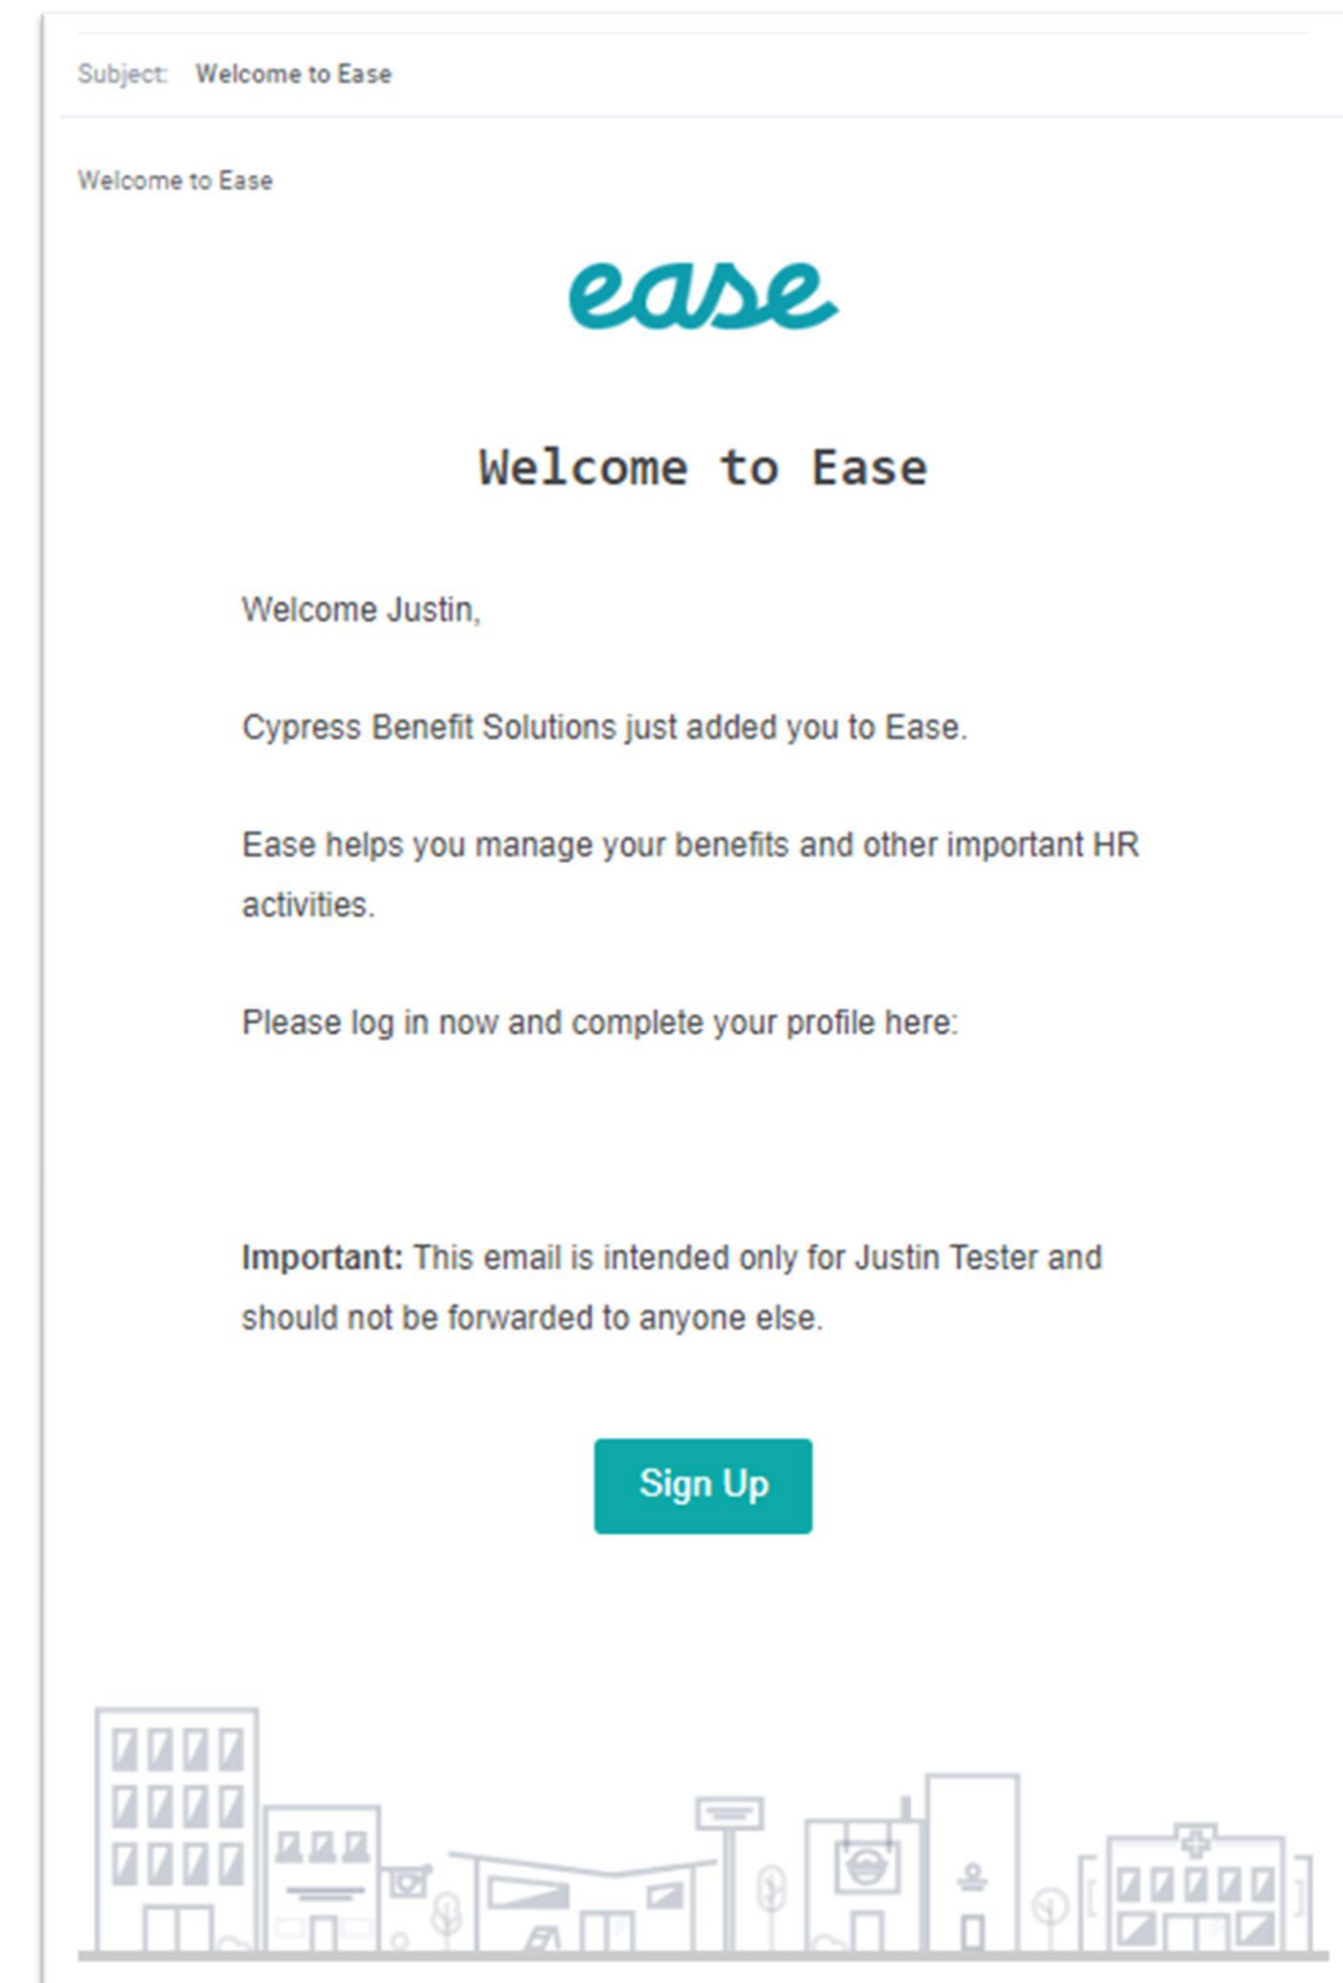 Subject: Welcome to Ease
Welcome to Ease
ease
Welcome to Ease
Welcome Justin,
Cypress Benefit Solutions just added you to Ease.
Ease helps you manage your benefits and other important HR
activities.
Please log in now and complete your profile here:
Important: This email is intended only for Justin Tester and
should not be forwarded to anyone else.
Sign Up